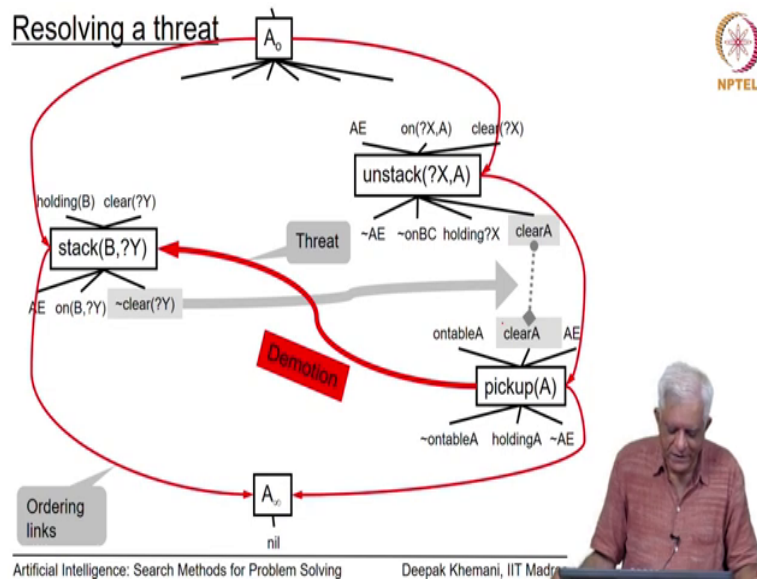 Resolving a threat
A₀
NPTEL
AE on(?X,A) clear(?X)
unstack(?X,A)
holding(B) clear(?Y)
stack(B,?Y)
Threat
~AE ~onBC holding?X clearA
AE on(B,?Y) ~clear(?Y)
Demotion
ontableA clearA AE
pickup(A)
~ontableA holdingA ~AE
Ordering
links
A∞
nil
Artificial Intelligence: Search Methods for Problem Solving Deepak Khemani, IIT Madra